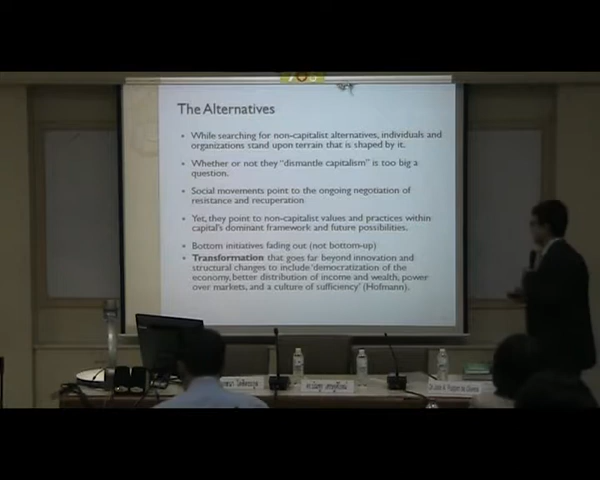 The Alternatives
• While searching for non-capitalist alternatives, individuals and
organizations stand upon terrain that is shaped by it.
• Whether or not they "dismantle capitalism" is too big a
question.
• Social movements point to the ongoing negotiation of
resistance and recuperation
• Yet, they point to non-capitalist values and practices within
capital's dominant framework and future possibilities.
• Bottom initiatives fading out (not bottom-up)
• Transformation that goes far beyond innovation and
structural changes to include 'democratization of the
economy, better distribution of income and wealth, power
over markets, and a culture of sufficiency' (Hofmann).